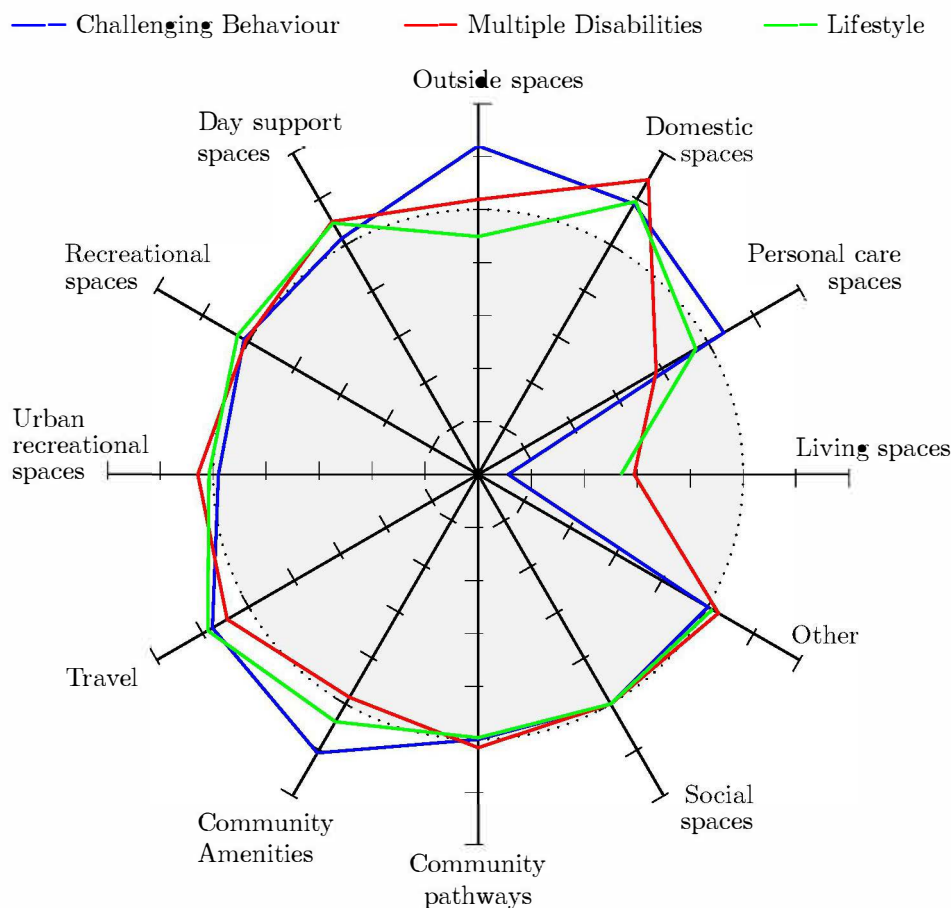 Challenging Behaviour
Multiple Disabilities
Lifestyle
Outside spaces
Day support
spaces
Domestic
spaces
Recreational
spaces
Personal care
spaces
Urban
recreational
spaces
Living spaces
Travel
Other
Community
Amenities
Social
spaces
Community
pathways